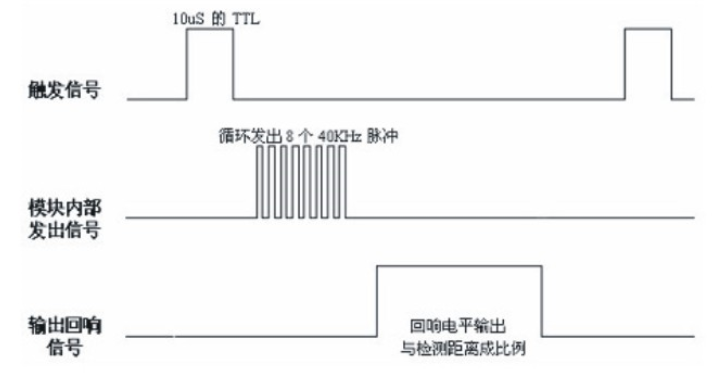 10uS 的 TTL
触发信号
循环发出 8 个 40KHz 脉冲
模块内部
发出信号
输出回响
信号
回响电平输出
与检测距离成比例